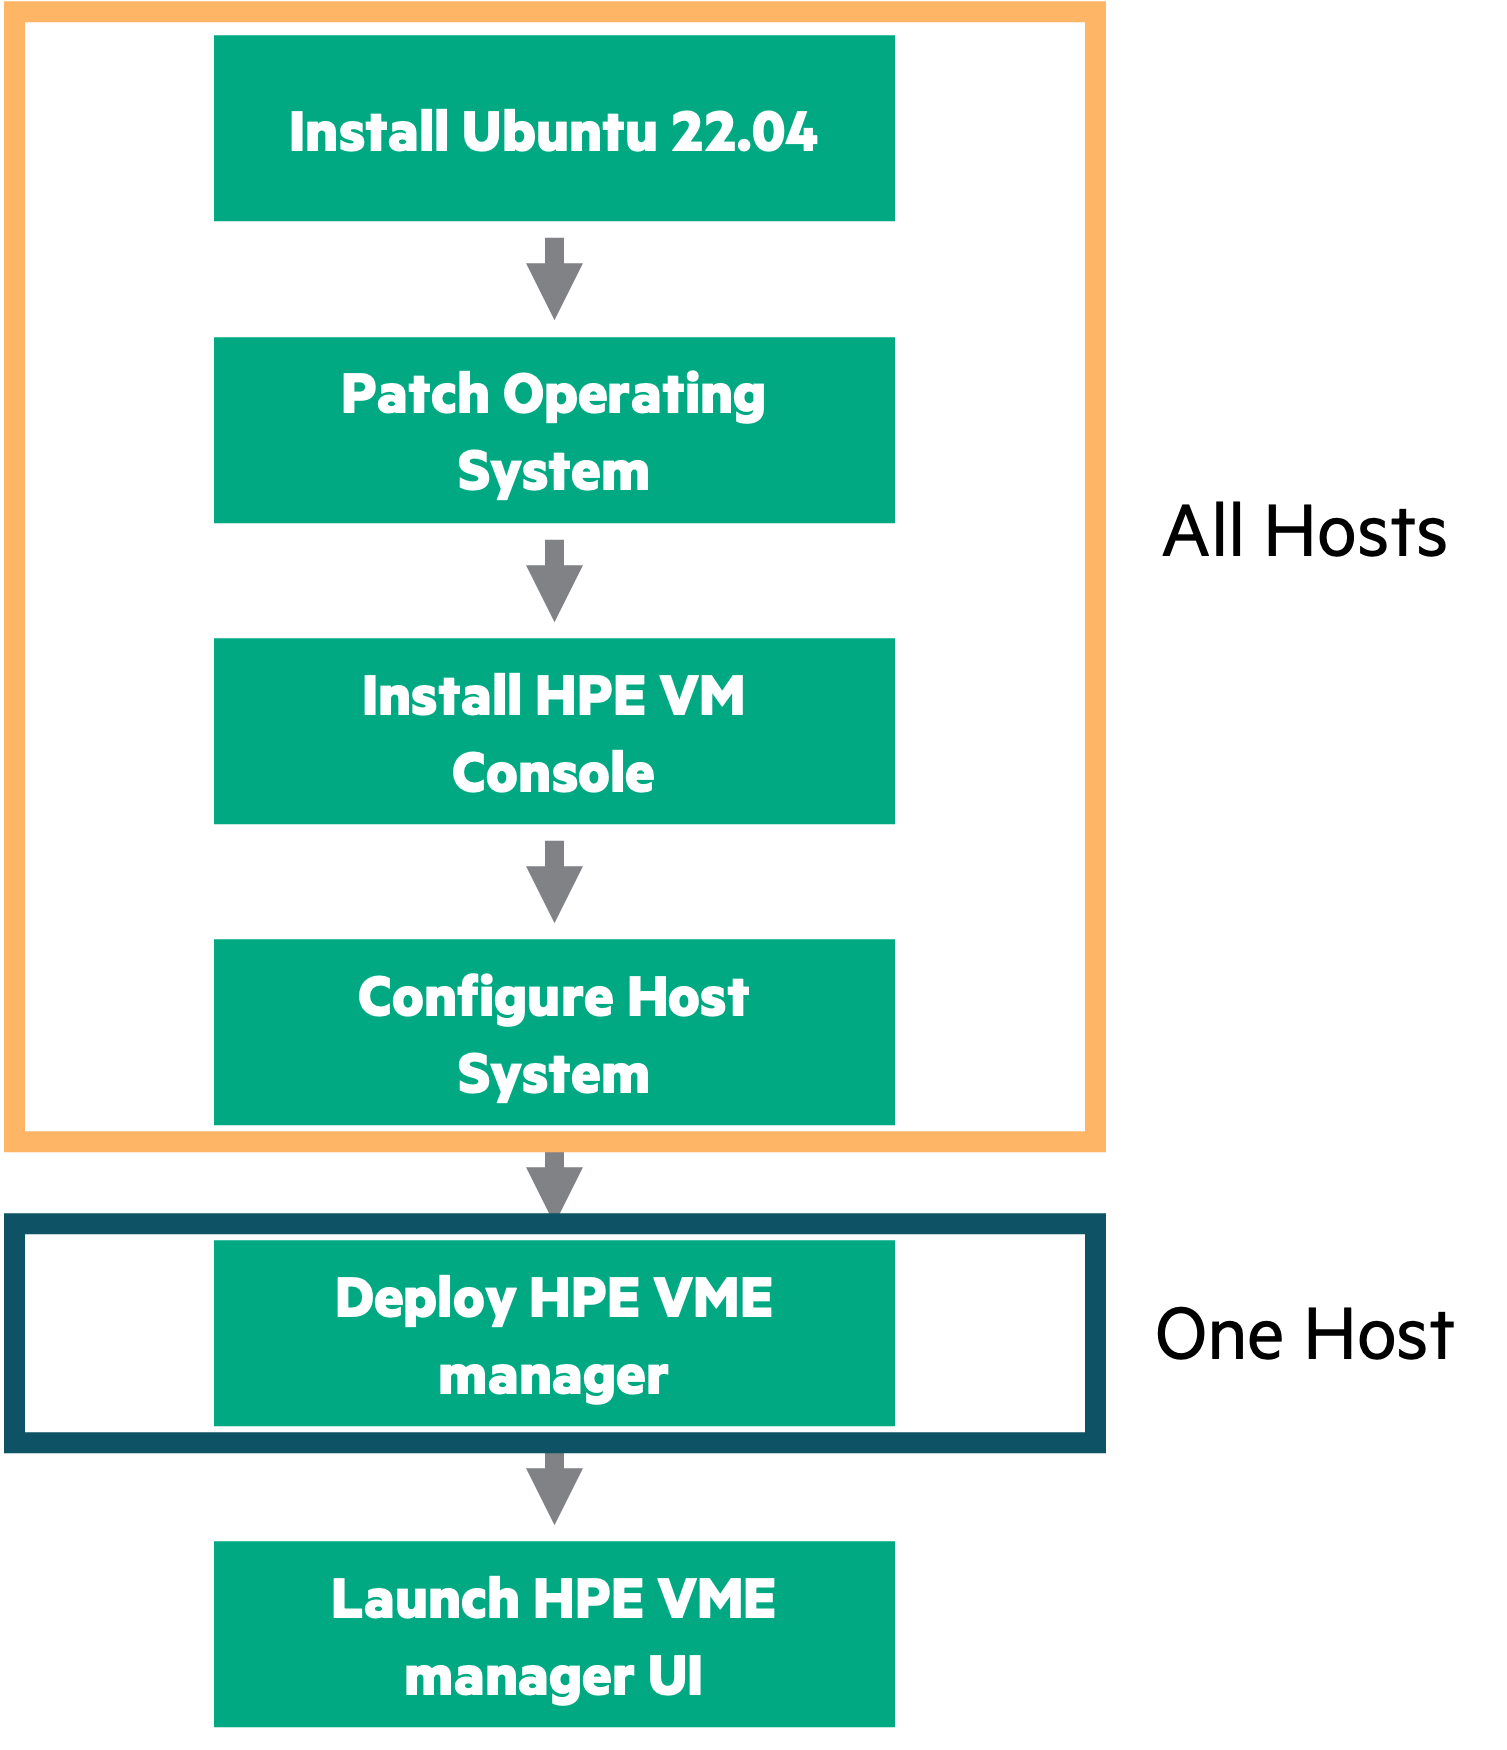 Install Ubuntu 22.04
Patch Operating
System
Install HPE VM
Console
Configure Host
System
All Hosts
Deploy HPE VME
manager
One Host
Launch HPE VME
manager UI